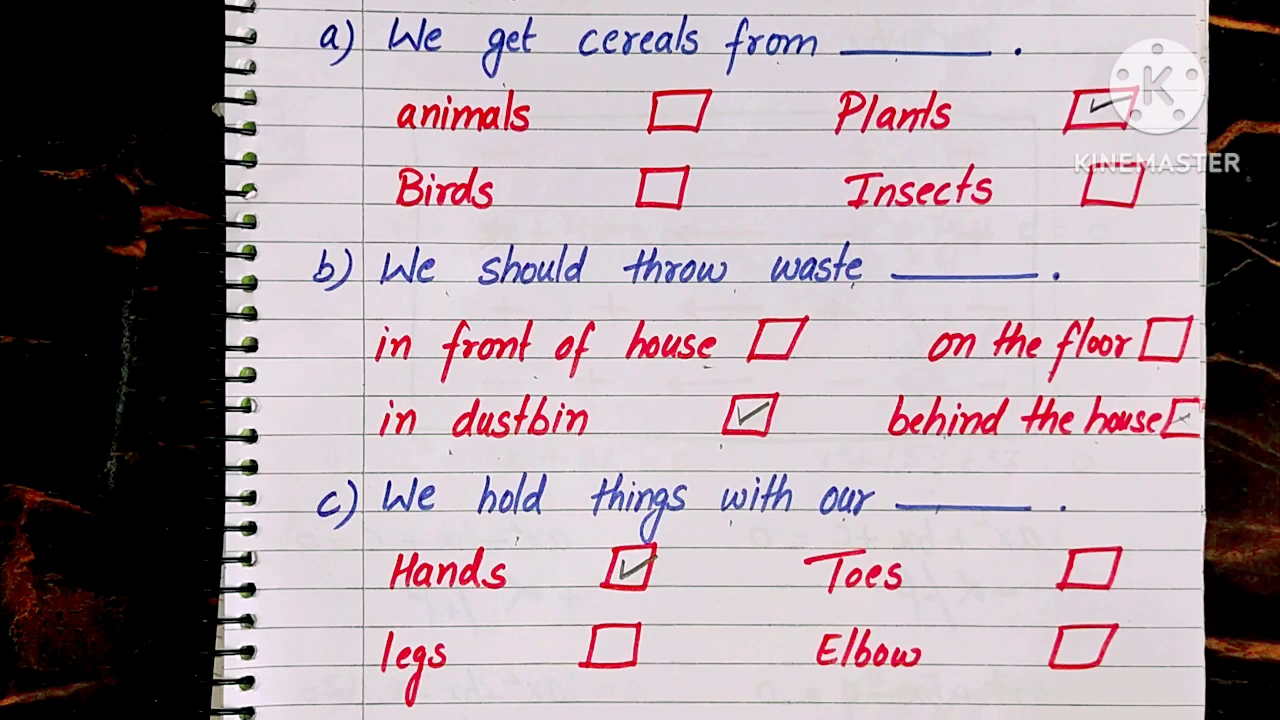 a) We get cereals from ______.
animals ☐ Plants ☑
KINEMASTER
Birds ☐ Insects ☐
b) We should throw waste ______.
in front of house ☐ on the floor ☐
in dustbin ☑ behind the house ☐
c) We hold things with our ______.
Hands ☑ Toes ☐
legs ☐ Elbow ☐